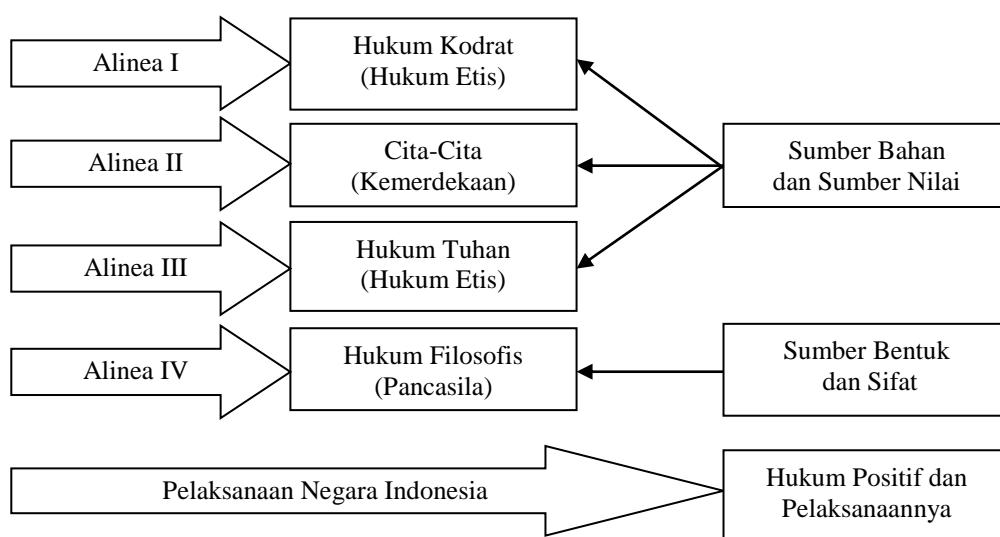 Alinea I
Hukum Kodrat
(Hukum Etis)
Alinea II
Cita-Cita
(Kemerdekaan)
Sumber Bahan
dan Sumber Nilai
Alinea III
Hukum Tuhan
(Hukum Etis)
Alinea IV
Hukum Filosofis
(Pancasila)
Sumber Bentuk
dan Sifat
Pelaksanaan Negara Indonesia
Hukum Positif dan
Pelaksanaannya